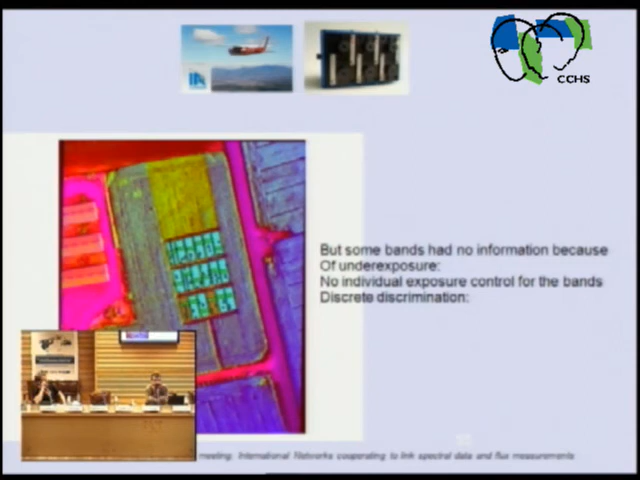 CCHS
But some bands had no information because
Of underexposure:
No individual exposure control for the bands
Discrete discrimination:
meeting, International Networks cooperating to link spectral data and flux measurements